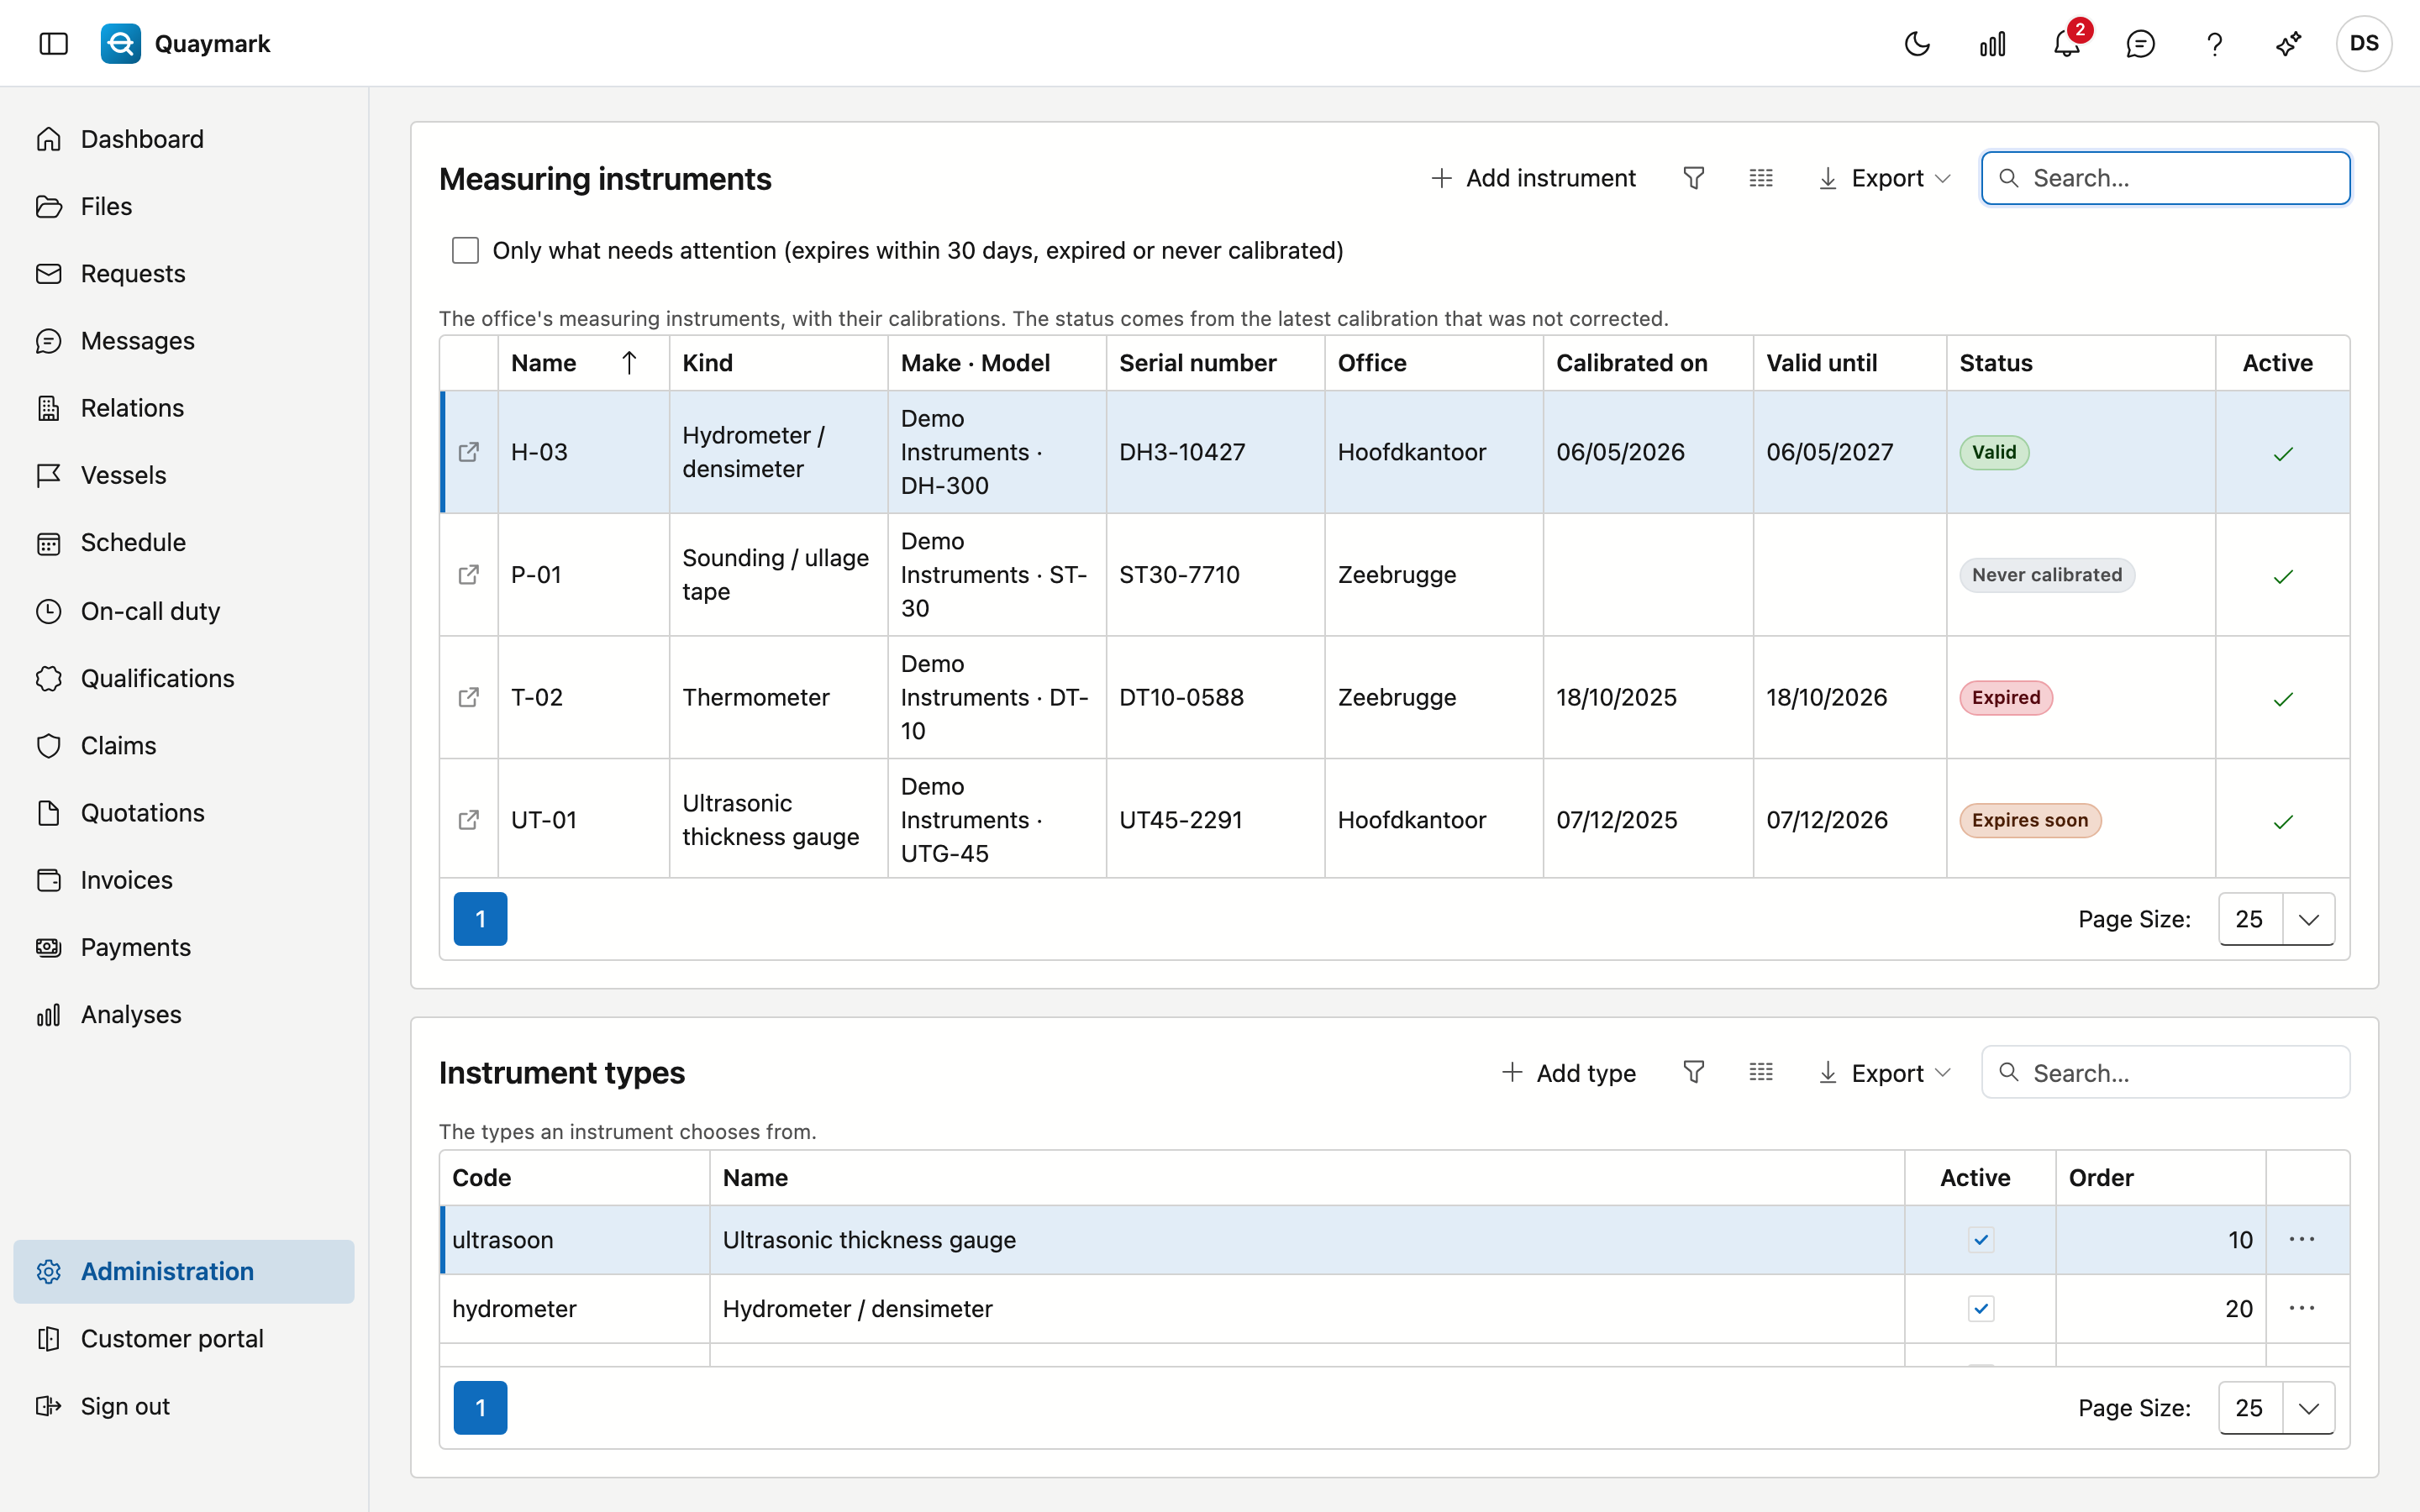 Quaymark
2
DS
Dashboard
Files
Requests
Messages
Relations
Vessels
Schedule
On-call duty
Qualifications
Claims
Quotations
Invoices
Payments
Analyses
Administration
Customer portal
Sign out
Measuring instruments
Add instrument
Export
Search...
Only what needs attention (expires within 30 days, expired or never calibrated)
The office's measuring instruments, with their calibrations. The status comes from the latest calibration that was not corrected.
Name Kind Make · Model Serial number Office Calibrated on Valid until Status Active
H-03 Hydrometer / densimeter Demo Instruments · DH-300 DH3-10427 Hoofdkantoor 06/05/2026 06/05/2027 Valid
P-01 Sounding / ullage tape Demo Instruments · ST-30 ST30-7710 Zeebrugge Never calibrated
T-02 Thermometer Demo Instruments · DT-10 DT10-0588 Zeebrugge 18/10/2025 18/10/2026 Expired
UT-01 Ultrasonic thickness gauge Demo Instruments · UTG-45 UT45-2291 Hoofdkantoor 07/12/2025 07/12/2026 Expires soon
1 Page Size: 25
Instrument types
Add type
Export
Search...
The types an instrument chooses from.
Code Name Active Order
ultrasoon Ultrasonic thickness gauge 10
hydrometer Hydrometer / densimeter 20
1 Page Size: 25